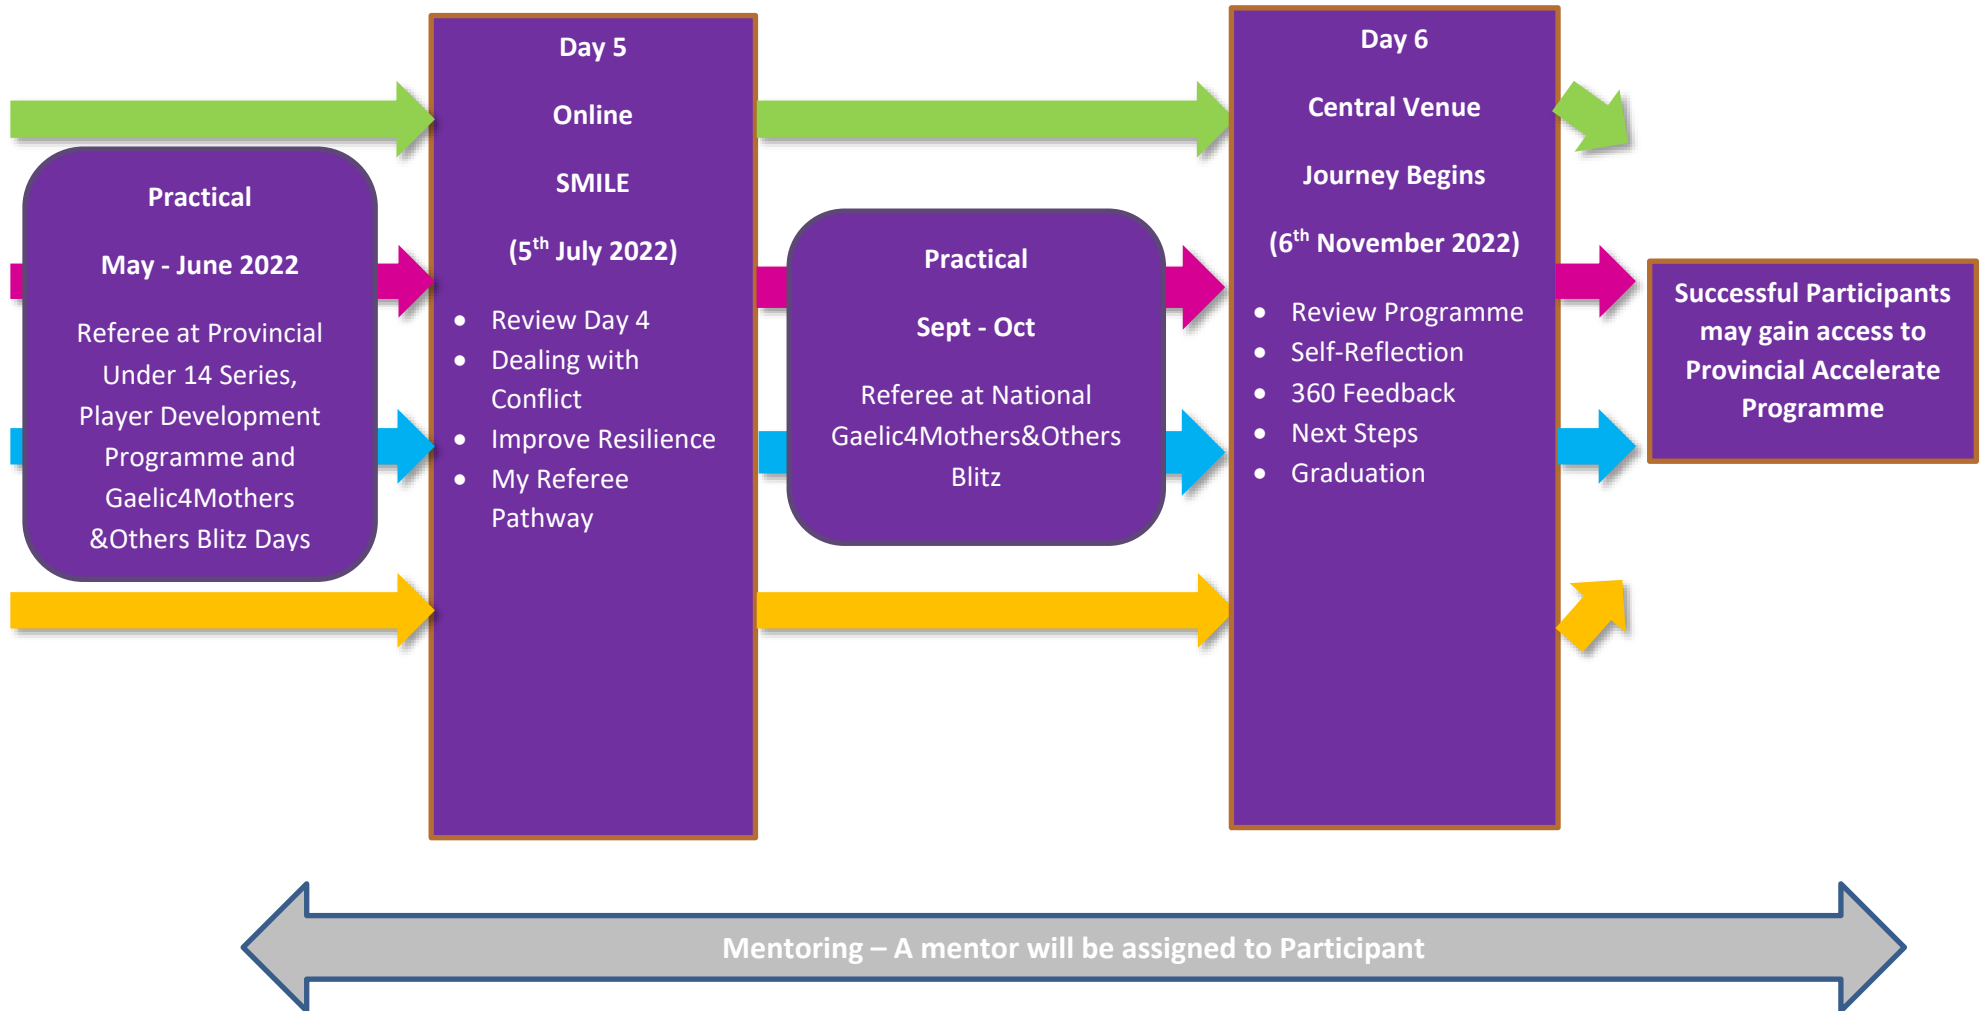 Practical
May - June 2022
Referee at Provincial
Under 14 Series,
Player Development
Programme and
Gaelic4Mothers
&Others Blitz Days
Day 5
Online
SMILE
(5th July 2022)
• Review Day 4
• Dealing with
Conflict
• Improve Resilience
• My Referee
Pathway
Practical
Sept - Oct
Referee at National
Gaelic4Mothers&Others
Blitz
Day 6
Central Venue
Journey Begins
(6th November 2022)
• Review Programme
• Self-Reflection
• 360 Feedback
• Next Steps
• Graduation
Successful Participants
may gain access to
Provincial Accelerate
Programme
Mentoring – A mentor will be assigned to Participant